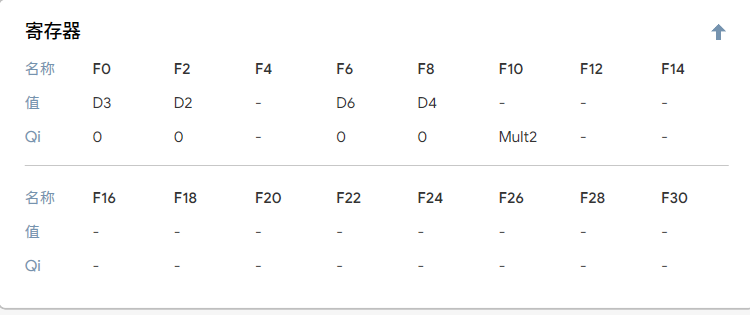 寄存器
名称 F0 F2 F4 F6 F8 F10 F12 F14
值 D3 D2 - D6 D4 - - -
Qi 0 0 - 0 0 Mult2 - -
名称 F16 F18 F20 F22 F24 F26 F28 F30
值 - - - - - - - -
Qi - - - - - - - -